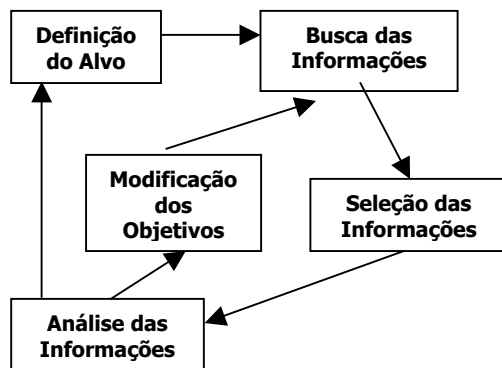 Definição
do Alvo
Busca das
Informações
Modificação
dos
Objetivos
Seleção das
Informações
Análise das
Informações